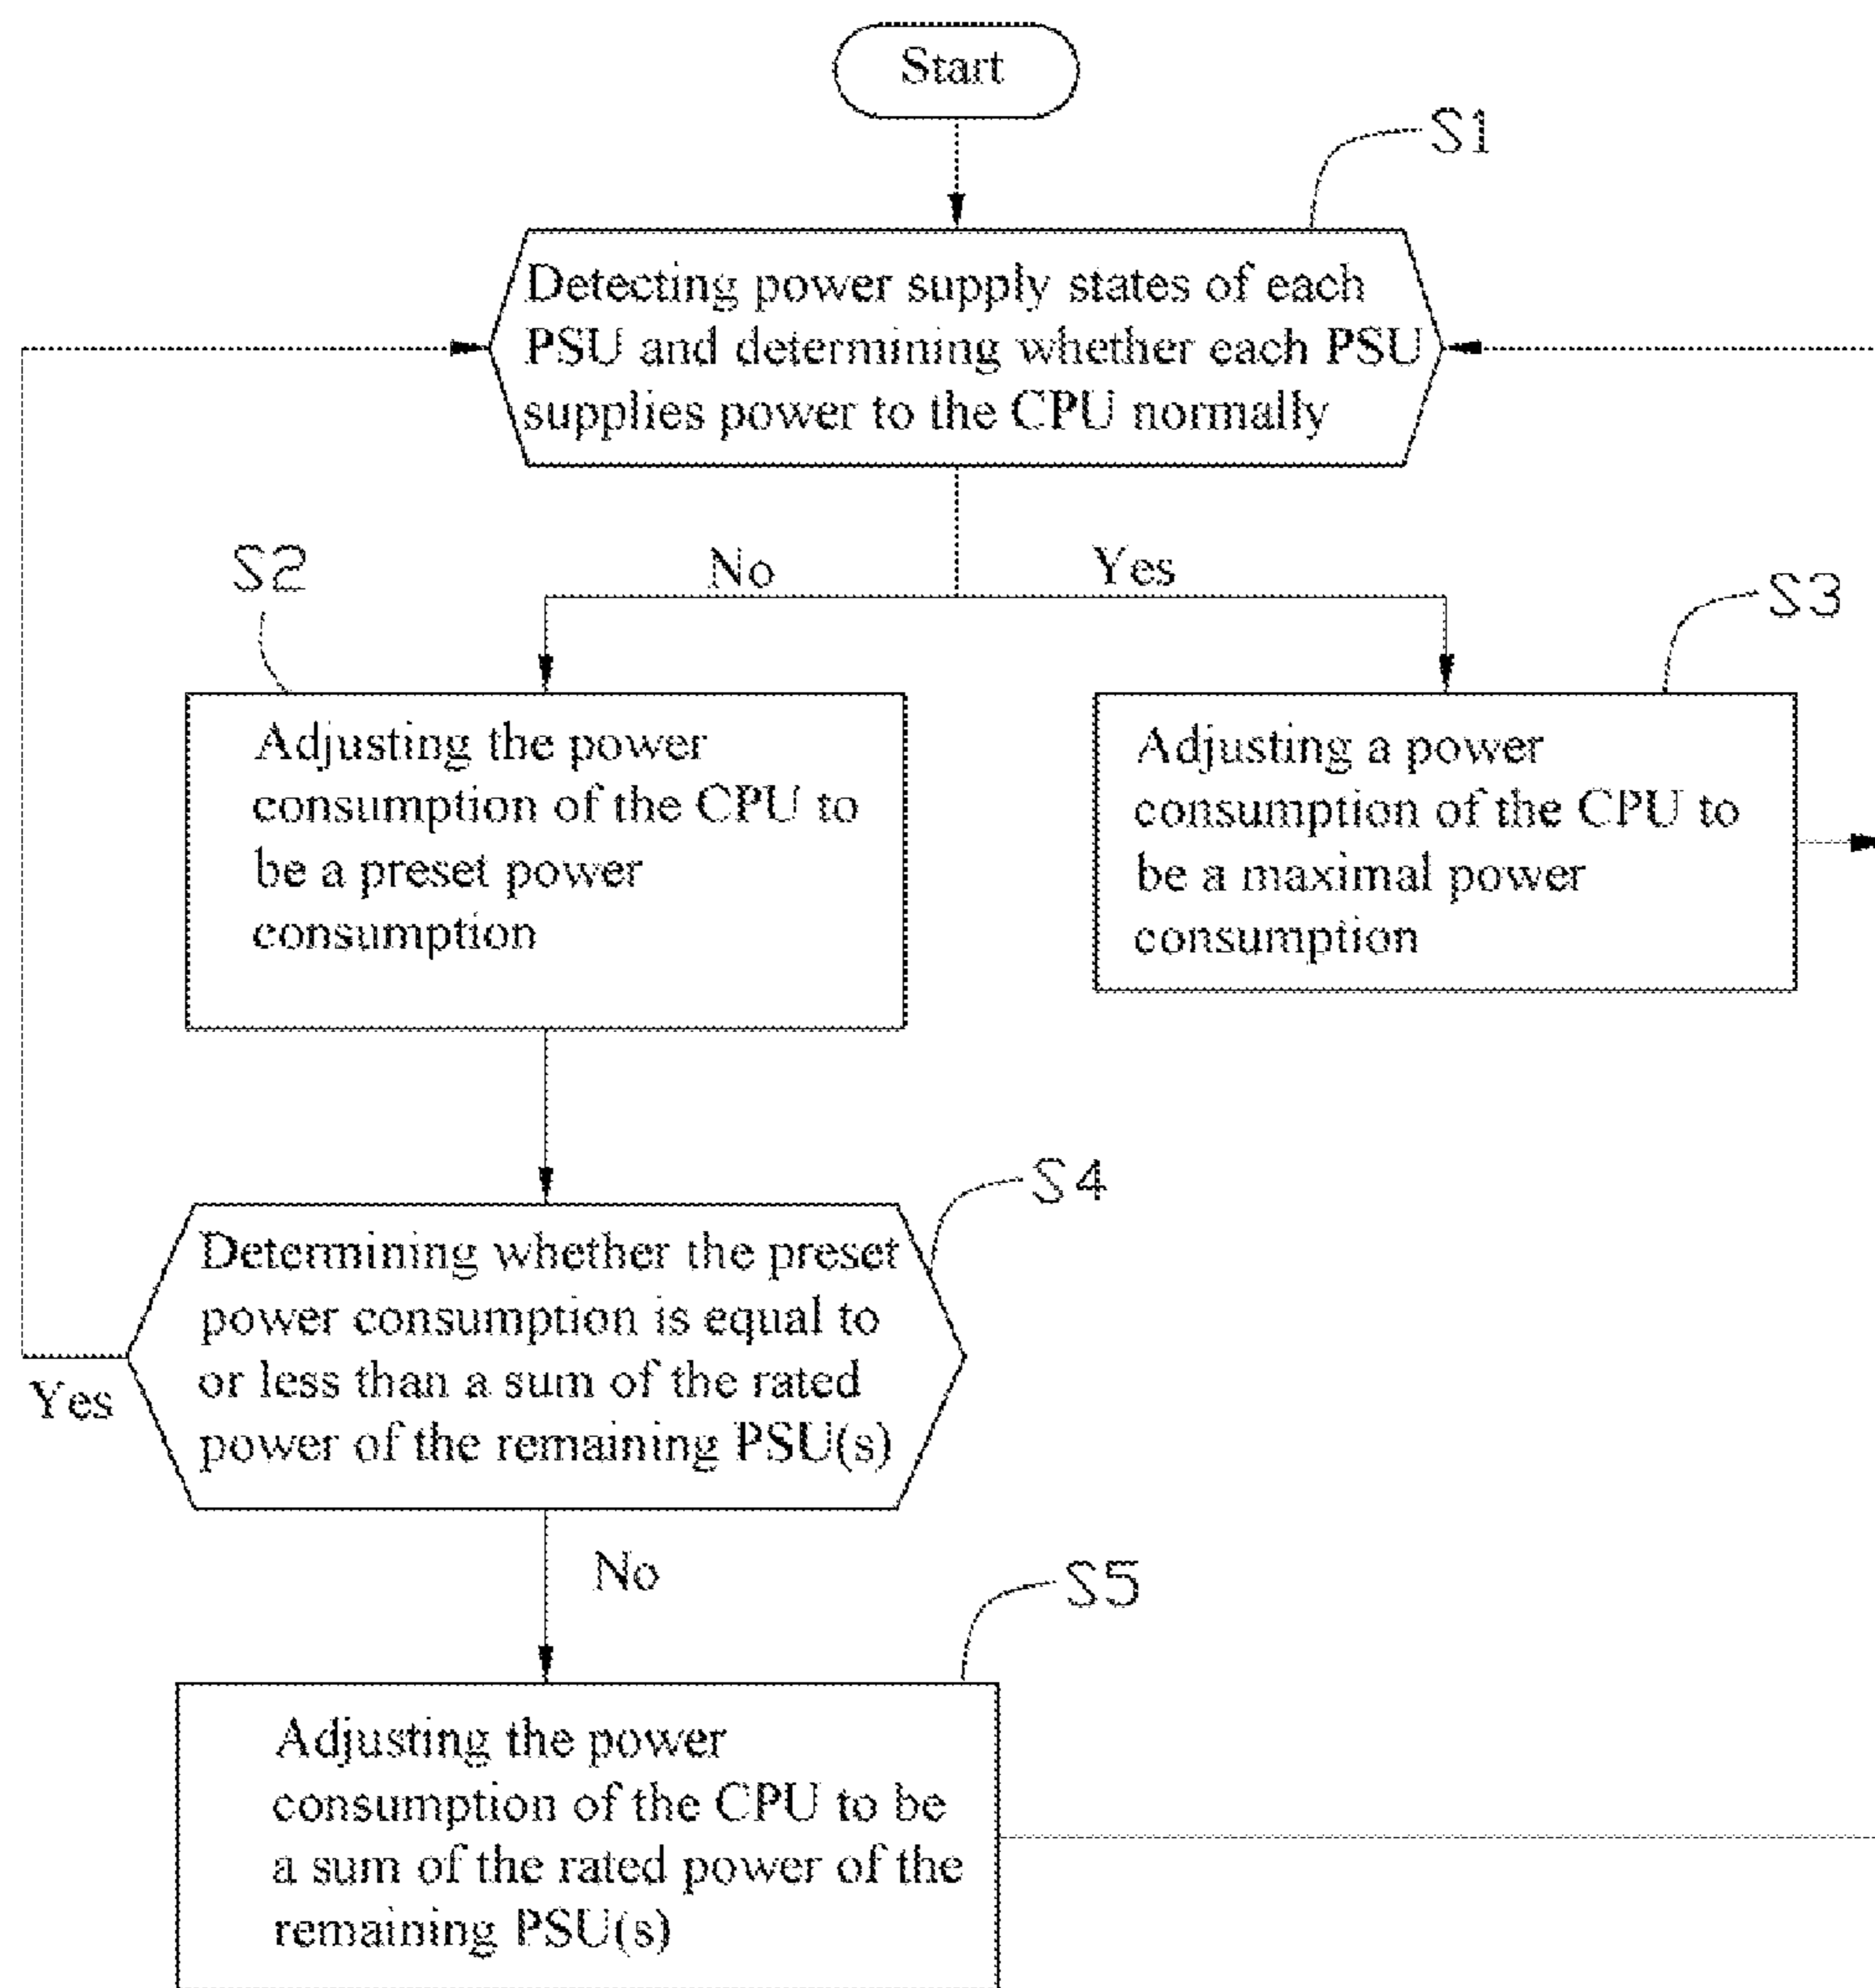 Start
S1
Detecting power supply states of each
PSU and determining whether each PSU
supplies power to the CPU normally
No
Yes
S2
S3
Adjusting the power
consumption of the CPU to
be a preset power
consumption
Adjusting a power
consumption of the CPU to
be a maximal power
consumption
S4
Determining whether the preset
power consumption is equal to
or less than a sum of the rated
power of the remaining PSU(s)
Yes
No
S5
Adjusting the power
consumption of the CPU to be
a sum of the rated power of the
remaining PSU(s)